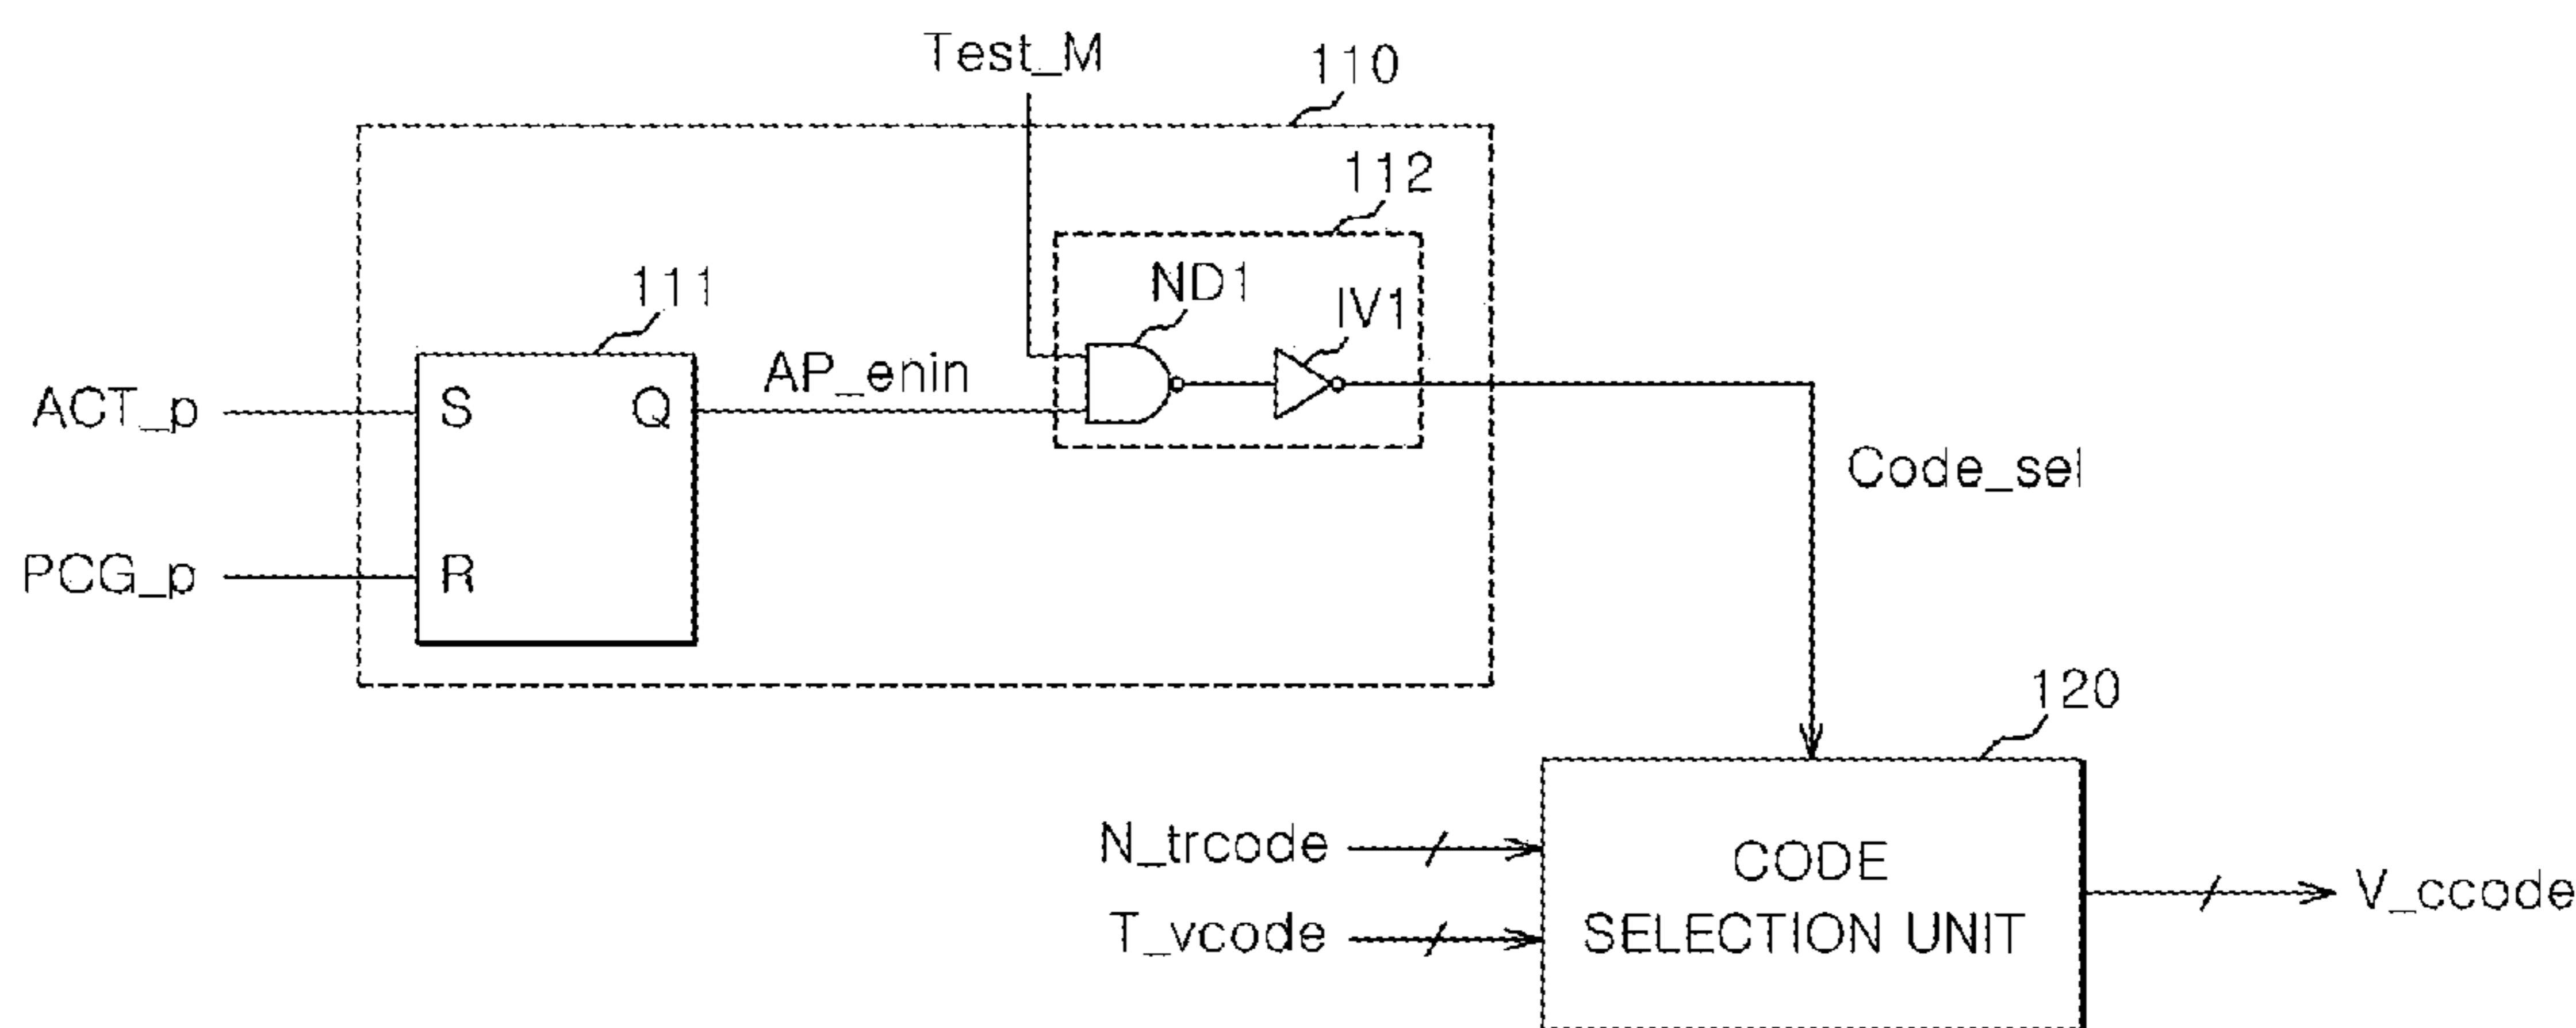 Test_M
110
112
ND1
IV1
111
AP_enin
ACT_p
S
Q
Code_sel
PCG_p
R
120
N_trcode
CODE
SELECTION UNIT
T_vcode
V_ccode